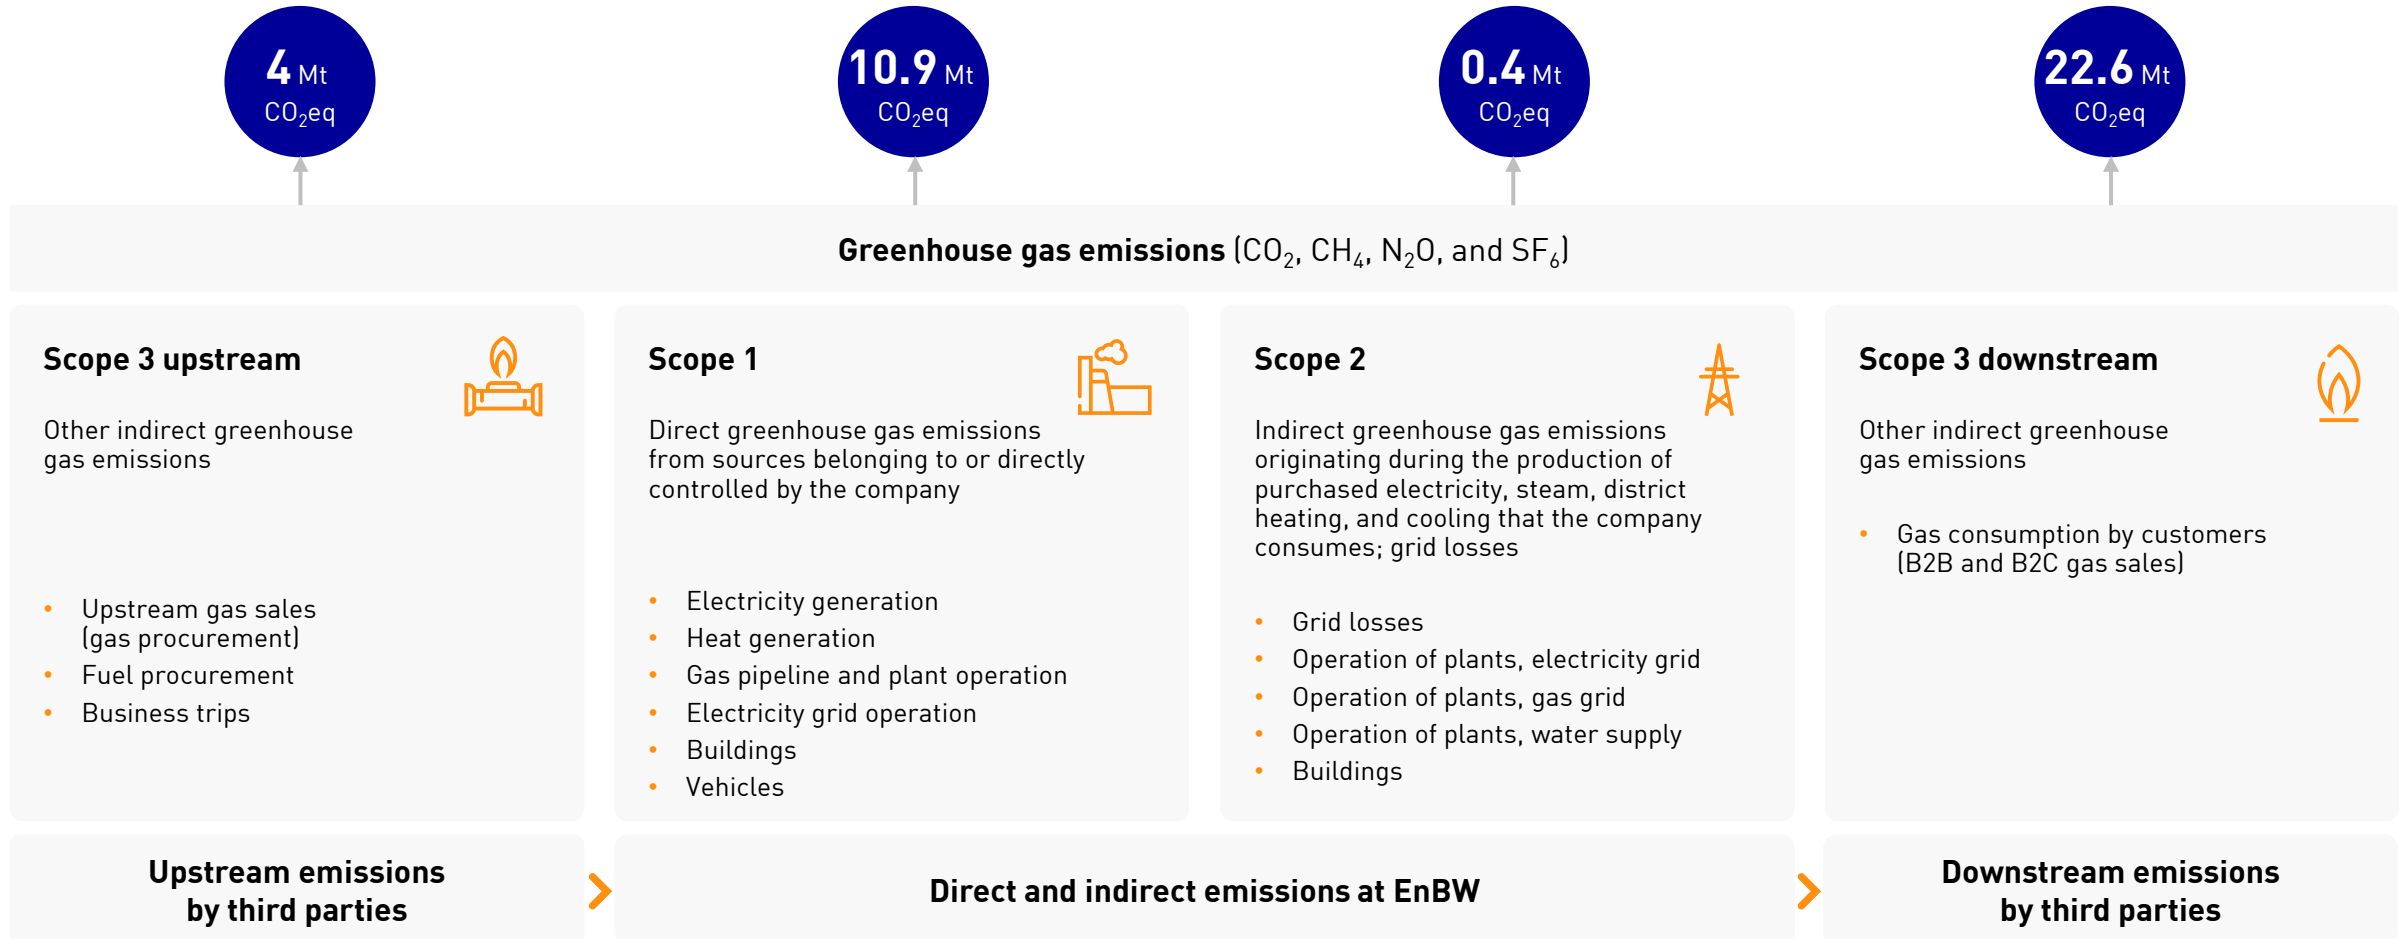 4 Mt
CO₂eq
10.9 Mt
CO₂eq
0.4 Mt
CO₂eq
22.6 Mt
CO₂eq
Greenhouse gas emissions (CO₂, CH₄, N₂O, and SF₆)
Scope 3 upstream
Other indirect greenhouse
gas emissions
• Upstream gas sales
(gas procurement)
• Fuel procurement
• Business trips
Scope 1
Direct greenhouse gas emissions
from sources belonging to or directly
controlled by the company
• Electricity generation
• Heat generation
• Gas pipeline and plant operation
• Electricity grid operation
• Buildings
• Vehicles
Scope 2
Indirect greenhouse gas emissions
originating during the production of
purchased electricity, steam, district
heating, and cooling that the company
consumes; grid losses
• Grid losses
• Operation of plants, electricity grid
• Operation of plants, gas grid
• Operation of plants, water supply
• Buildings
Scope 3 downstream
Other indirect greenhouse
gas emissions
• Gas consumption by customers
(B2B and B2C gas sales)
Upstream emissions
by third parties
Direct and indirect emissions at EnBW
Downstream emissions
by third parties